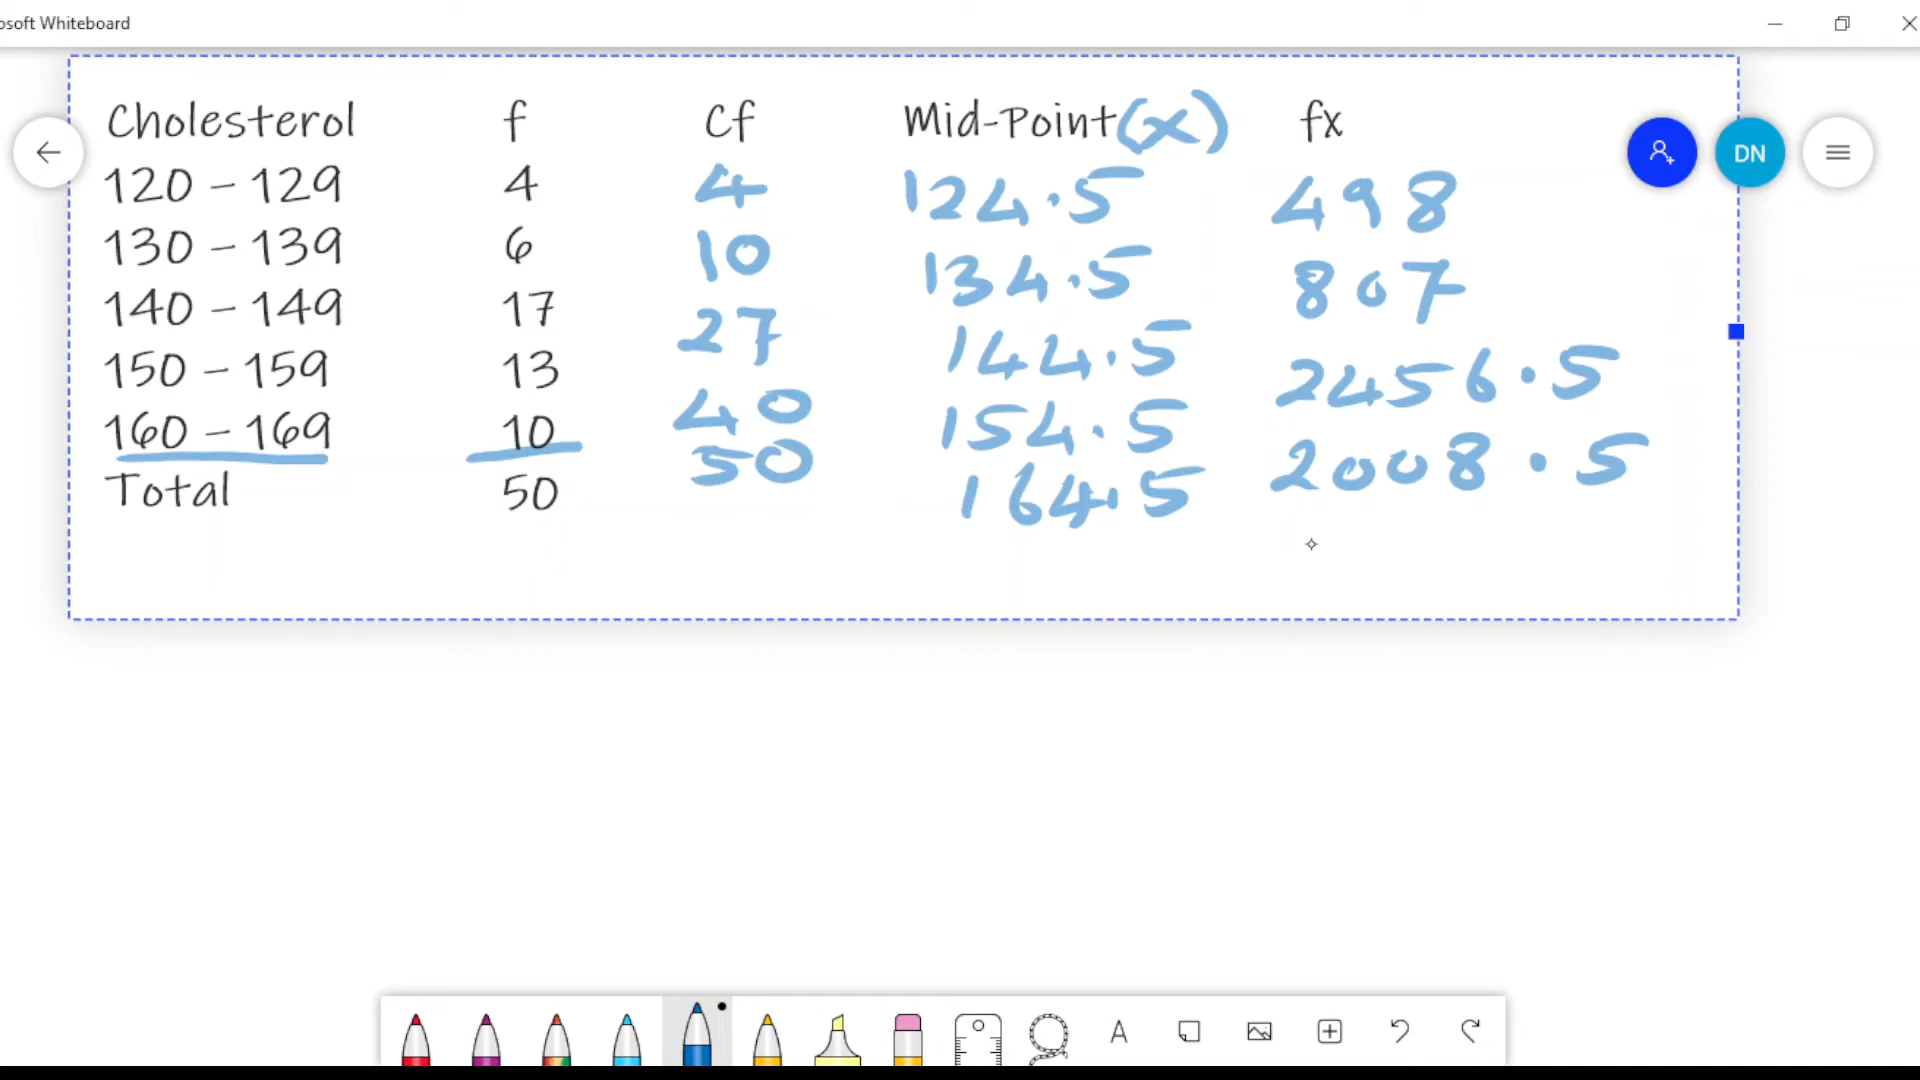 osoft Whiteboard
Cholesterol f Cf Mid-Point(x) fx
120 - 129 4 4 124.5 498
130 - 139 6 10 134.5 807
140 - 149 17 27 144.5 2456.5
150 - 159 13 40 154.5 2008.5
160 - 169 10 50 164.5
Total 50
DN
A